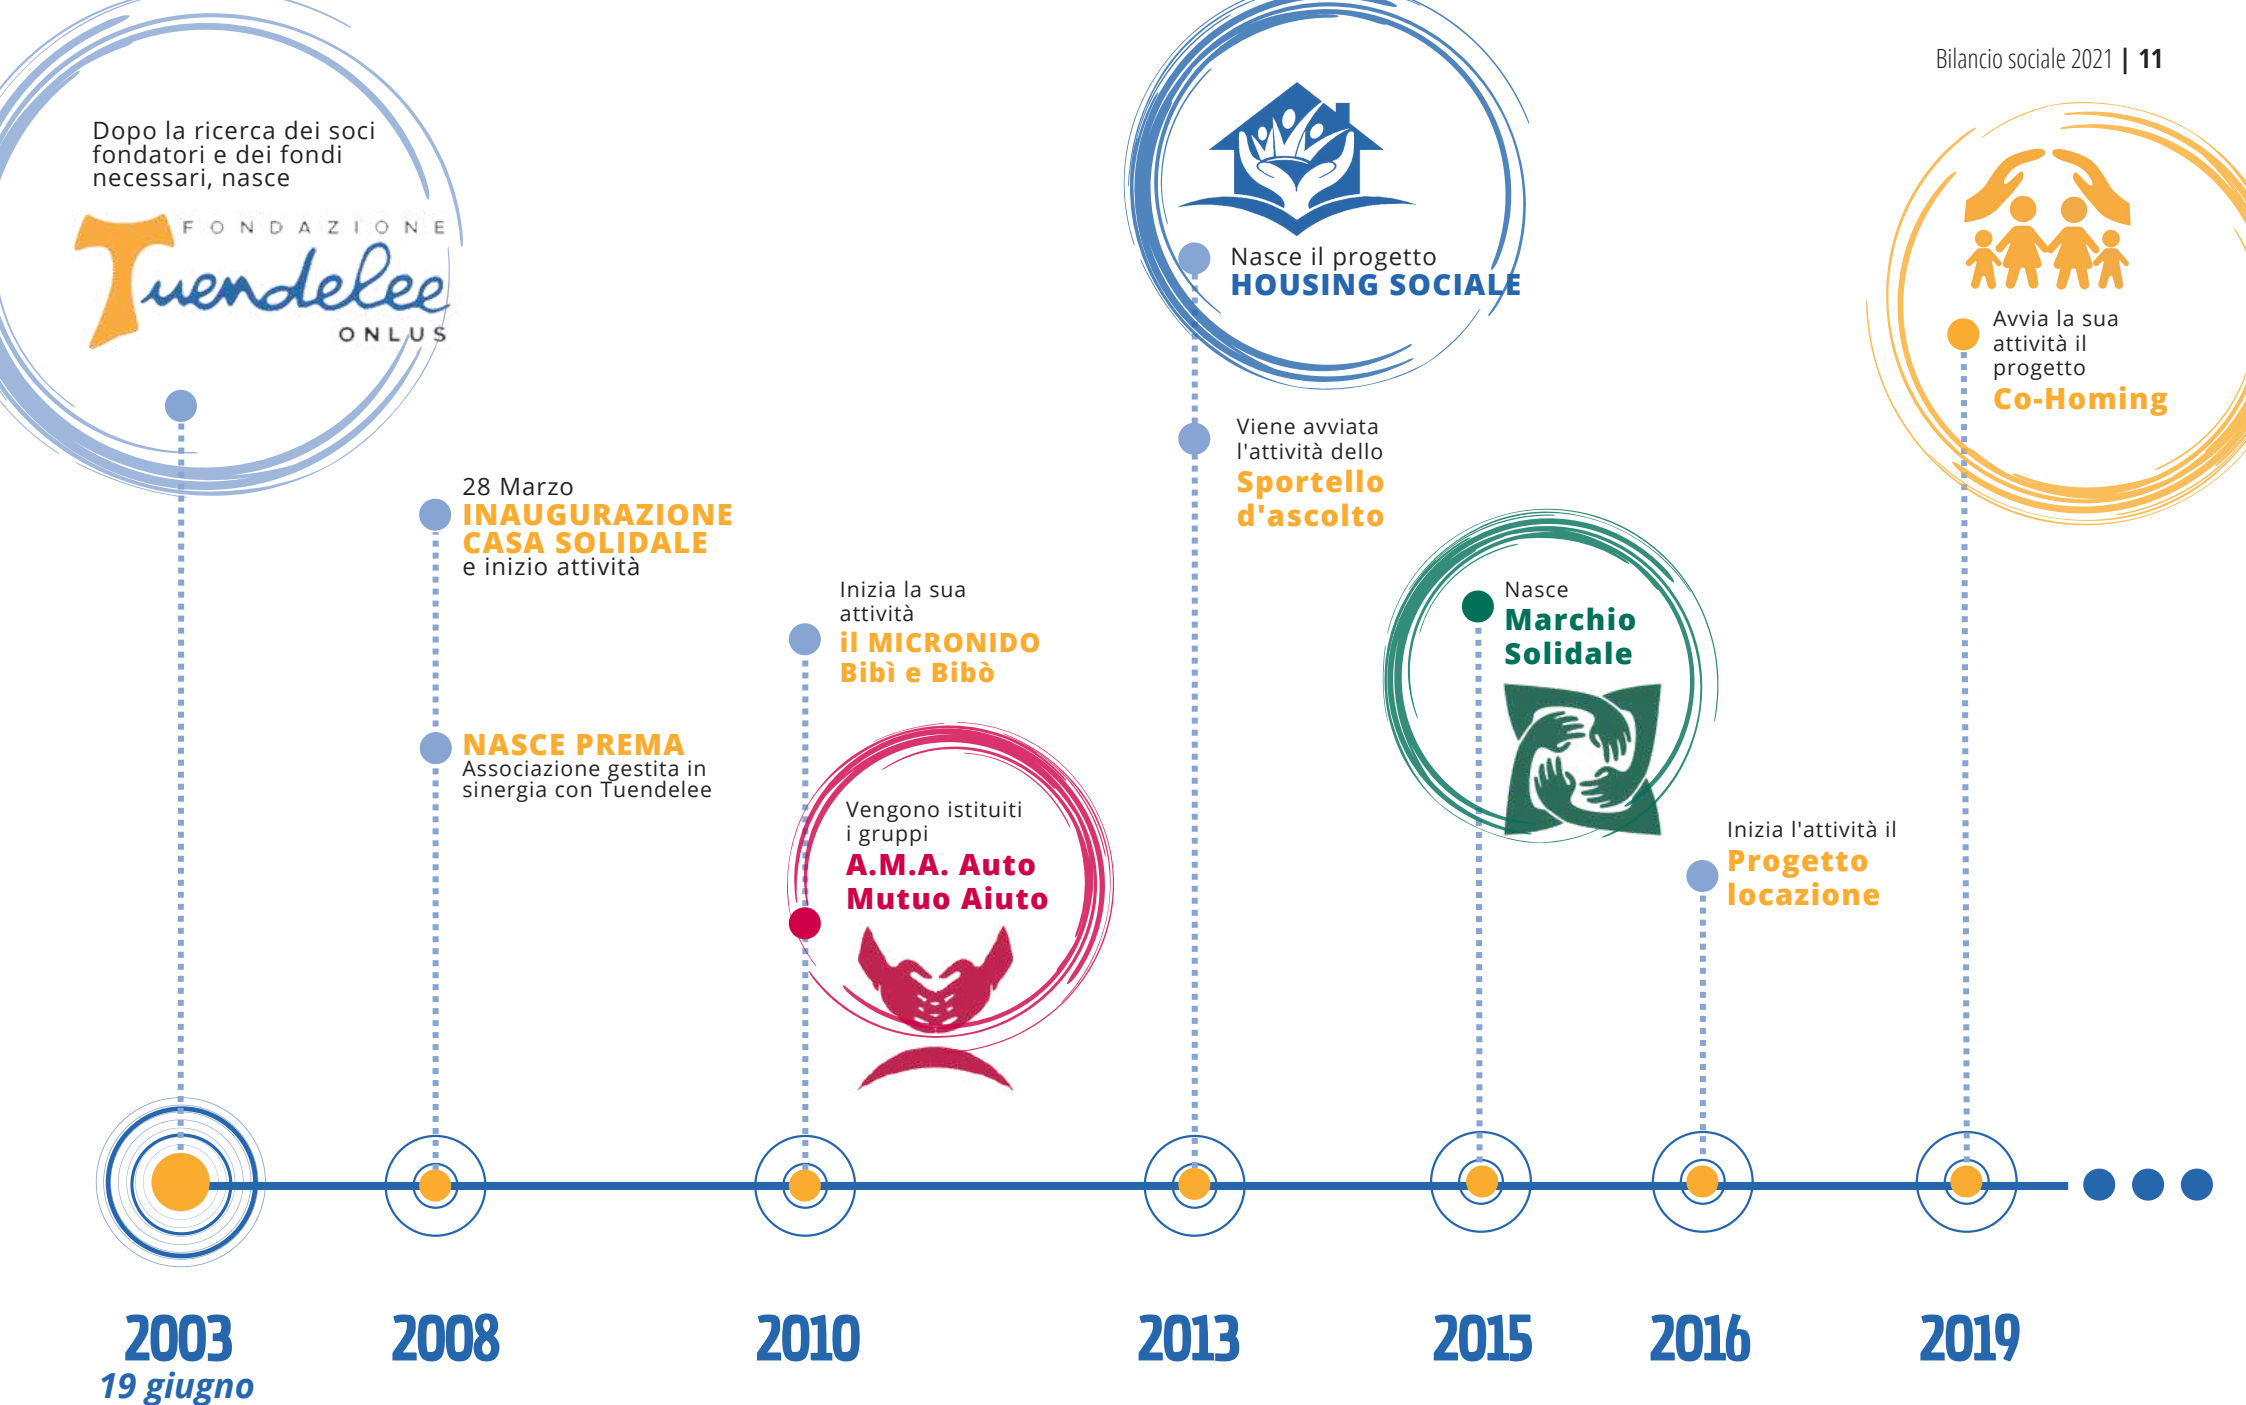 Bilancio sociale 2021 | 11
Dopo la ricerca dei soci
fondatori e dei fondi
necessari, nasce
FONDAZIONE
Tuendelee
ONLUS
28 Marzo
INAUGURAZIONE
CASA SOLIDALE
e inizio attività
NASCE PREMA
Associazione gestita in
sinergia con Tuendelee
Inizia la sua
attività
il MICRONIDO
Bibì e Bibò
Vengono istituiti
i gruppi
A.M.A. Auto
Mutuo Aiuto
Nasce il progetto
HOUSING SOCIALE
Viene avviata
l'attività dello
Sportello
d'ascolto
Nasce
Marchio
Solidale
Inizia l'attività il
Progetto
locazione
Avvia la sua
attività il
progetto
Co-Homing
2003
19 giugno
2008
2010
2013
2015
2016
2019